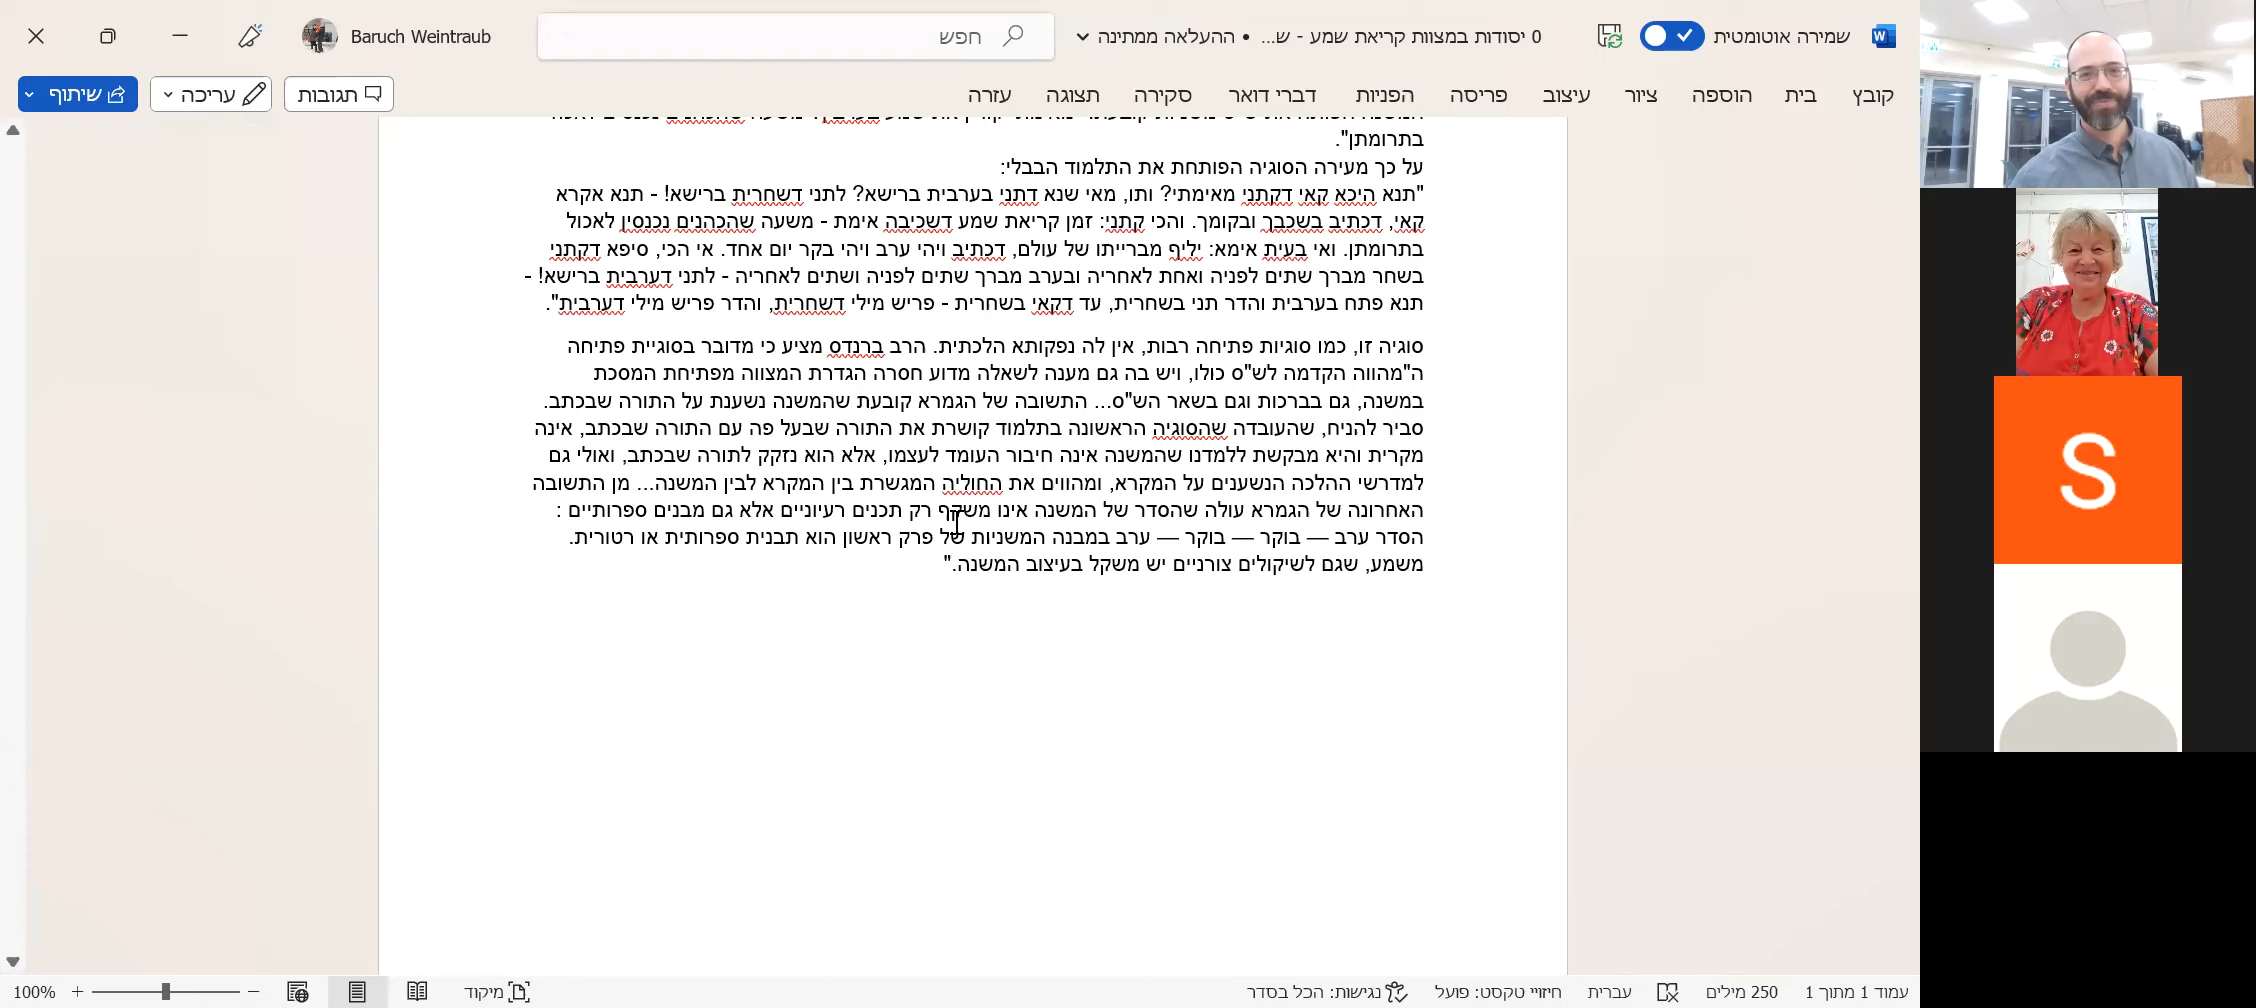 שמירה אוטומטית
0 יסודות במצוות קריאת שמע - ש... • ההעלאה ממתינה
חפש
Baruch Weintraub
קובץ בית הוספה ציור עיצוב פריסה הפניות דברי דואר סקירה תצוגה עזרה
תגובות עריכה שיתוף
בתרומתן".
על כך מעירה הסוגיה הפותחת את התלמוד הבבלי:
"תנא היכא קאי דקתני מאימתי? ותו, מאי שנא דתני בערבית ברישא? לתני דשחרית ברישא! - תנא אקרא
קאי, דכתיב בשכבך ובקומך. והכי קתני: זמן קריאת שמע דשכיבה אימת - משעה שהכהנים נכנסין לאכול
בתרומתן. ואי בעית אימא: יליף מברייתו של עולם, דכתיב ויהי ערב ויהי בקר יום אחד. אי הכי, סיפא דקתני
בשחר מברך שתים לפניה ואחת לאחריה ובערב מברך שתים לפניה ושתים לאחריה - לתני דערבית ברישא! -
תנא פתח בערבית והדר תני בשחרית, עד דקאי בשחרית - פריש מילי דשחרית, והדר פריש מילי דערבית".
סוגיה זו, כמו סוגיות פתיחה רבות, אין לה נפקותא הלכתית. הרב ברנדס מציע כי מדובר בסוגיית פתיחה
ה"מהווה הקדמה לש"ס כולו, ויש בה גם מענה לשאלה מדוע חסרה הגדרת המצווה מפתיחת המסכת
במשנה, גם בברכות וגם בשאר הש"ס... התשובה של הגמרא קובעת שהמשנה נשענת על התורה שבכתב.
סביר להניח, שהעובדה שהסוגיה הראשונה בתלמוד קושרת את התורה שבעל פה עם התורה שבכתב, אינה
מקרית והיא מבקשת ללמדנו שהמשנה אינה חיבור העומד לעצמו, אלא הוא נזקק לתורה שבכתב, ואולי גם
למדרשי ההלכה הנשענים על המקרא, ומהווים את החוליה המגשרת בין המקרא לבין המשנה... מן התשובה
האחרונה של הגמרא עולה שהסדר של המשנה אינו משקף רק תכנים רעיוניים אלא גם מבנים ספרותיים :
הסדר ערב — בוקר — בוקר — ערב במבנה המשניות של פרק ראשון הוא תבנית ספרותית או רטורית.
משמע, שגם לשיקולים צורניים יש משקל בעיצוב המשנה."
S
עמוד 1 מתוך 1 250 מילים עברית חיזויי טקסט: פועל נגישות: הכל בסדר מיקוד 100%